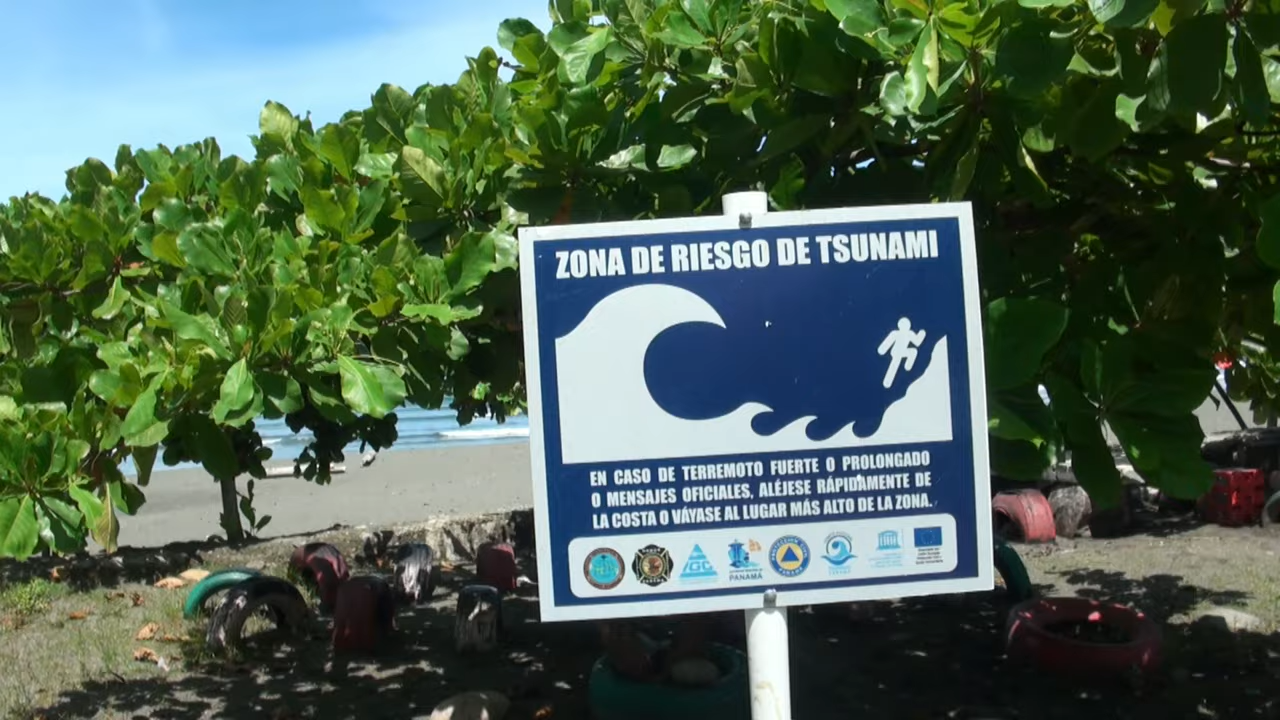 ZONA DE RIESGO DE TSUNAMI
EN CASO DE TERREMOTO FUERTE O PROLONGADO
O MENSAJES OFICIALES, ALÉJESE RÁPIDAMENTE DE
LA COSTA O VÁYASE AL LUGAR MÁS ALTO DE LA ZONA.
IGC
PANAMÁ